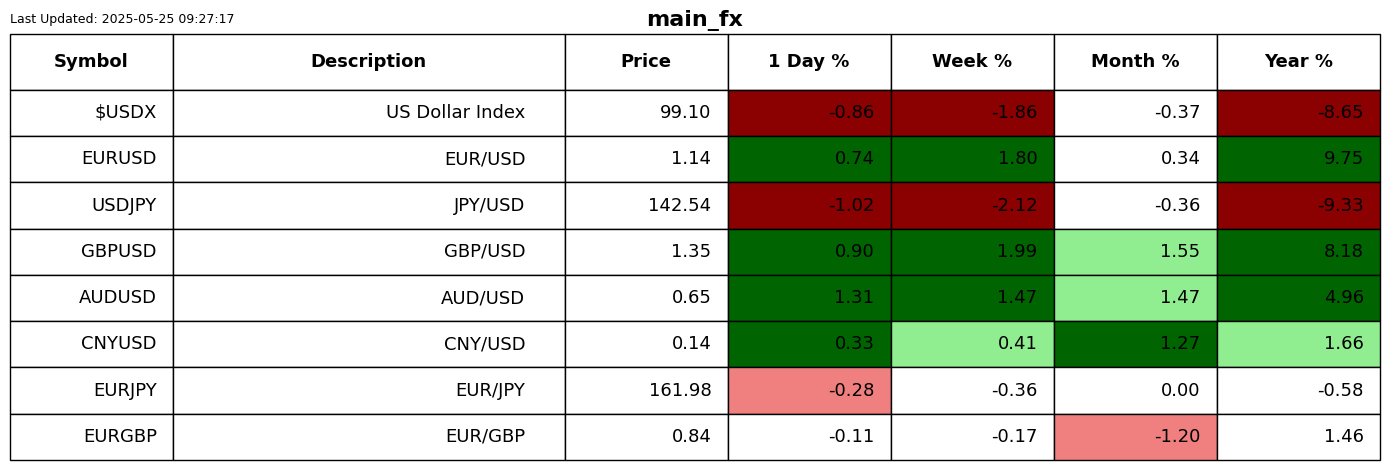 Last Updated: 2025-05-25 09:27:17
main_fx
Symbol Description Price 1 Day % Week % Month % Year %
$USDX US Dollar Index 99.10 -0.86 -1.86 -0.37 -8.65
EURUSD EUR/USD 1.14 0.74 1.80 0.34 9.75
USDJPY JPY/USD 142.54 -1.02 -2.12 -0.36 -9.33
GBPUSD GBP/USD 1.35 0.90 1.99 1.55 8.18
AUDUSD AUD/USD 0.65 1.31 1.47 1.47 4.96
CNYUSD CNY/USD 0.14 0.33 0.41 1.27 1.66
EURJPY EUR/JPY 161.98 -0.28 -0.36 0.00 -0.58
EURGBP EUR/GBP 0.84 -0.11 -0.17 -1.20 1.46